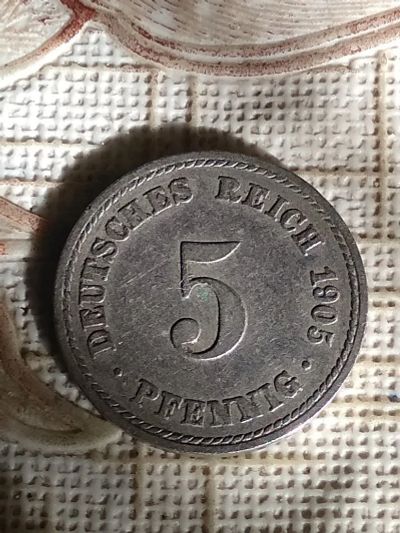 DEUTSCHES REICH 1905
5
· PFENNIG ·